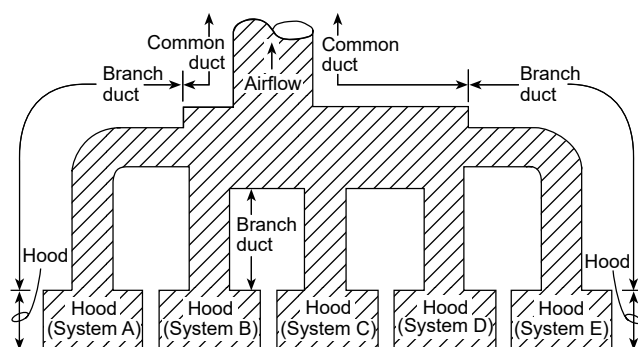 Common
duct
Common
duct
Branch
duct
Airflow
Branch
duct
Branch
duct
Hood
Hood
Hood
(System A)
Hood
(System B)
Hood
(System C)
Hood
(System D)
Hood
(System E)